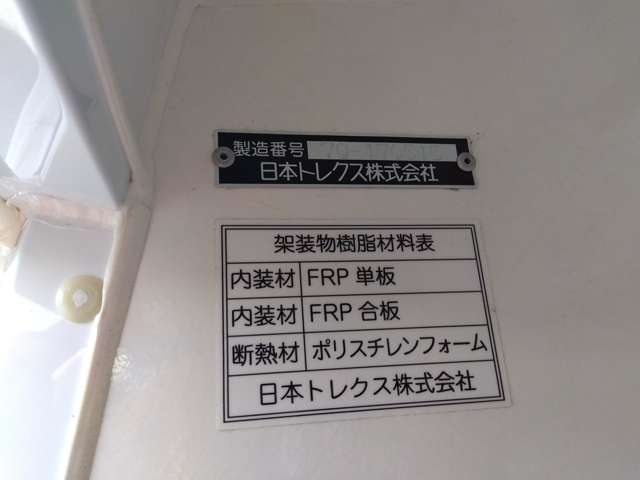 製造番号
日本トレクス株式会社
架装物樹脂材料表
内装材 FRP 単板
内装材 FRP 合板
断熱材 ポリスチレンフォーム
日本トレクス株式会社